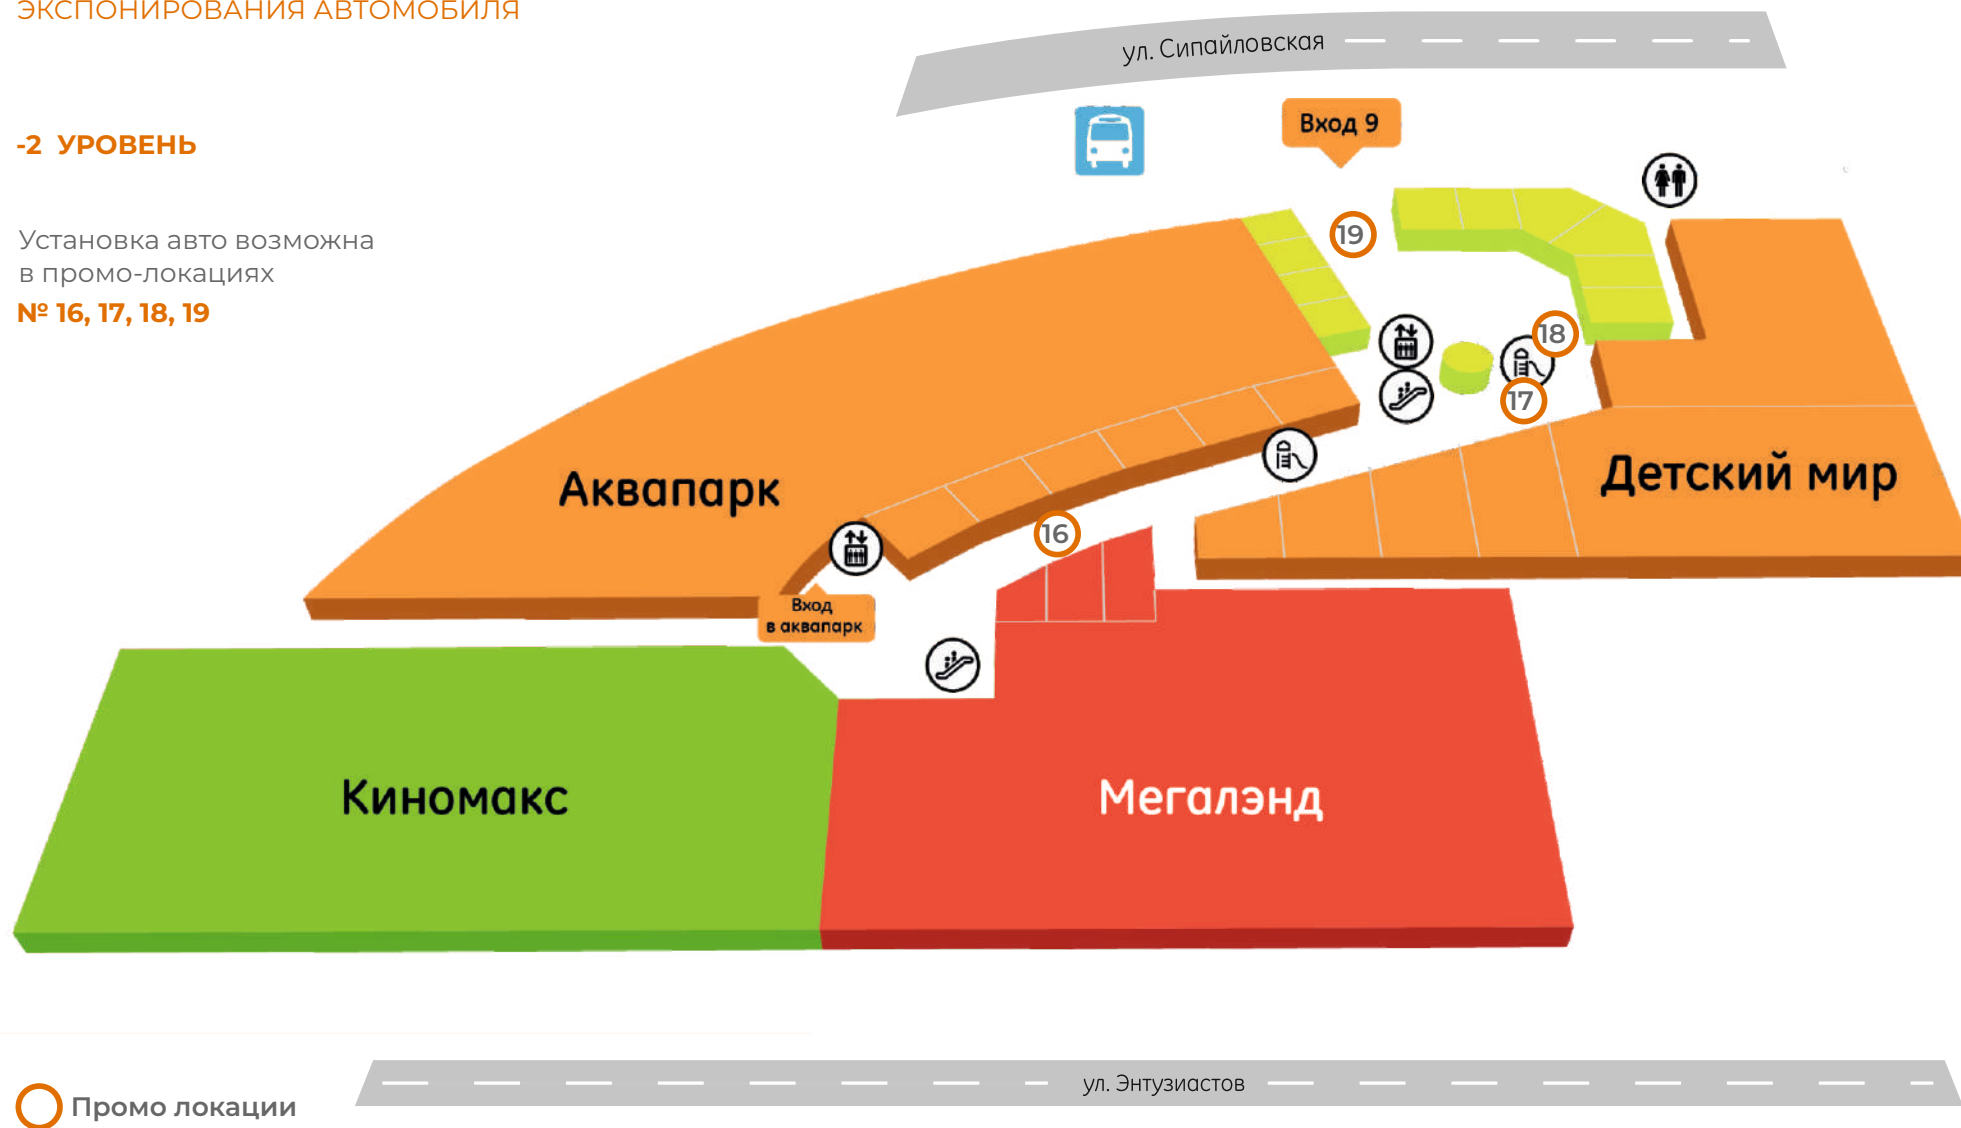 ЭКСПОНИРОВАНИЯ АВТОМОБИЛЯ
ул. Сипайловская
Вход 9
-2 УРОВЕНЬ
Установка авто возможна
в промо-локациях
№ 16, 17, 18, 19
19
18
17
16
Аквапарк
Детский мир
Вход
в аквапарк
Киномакс
Мегалэнд
ул. Энтузиастов
Промо локации